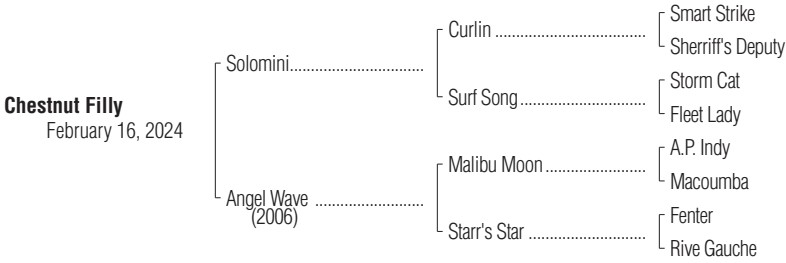 Chestnut Filly
February 16, 2024
Solomini
Angel Wave
(2006)
Curlin
Surf Song
Malibu Moon
Starr's Star
Smart Strike
Sherriff's Deputy
Storm Cat
Fleet Lady
A.P. Indy
Macoumba
Fenter
Rive Gauche